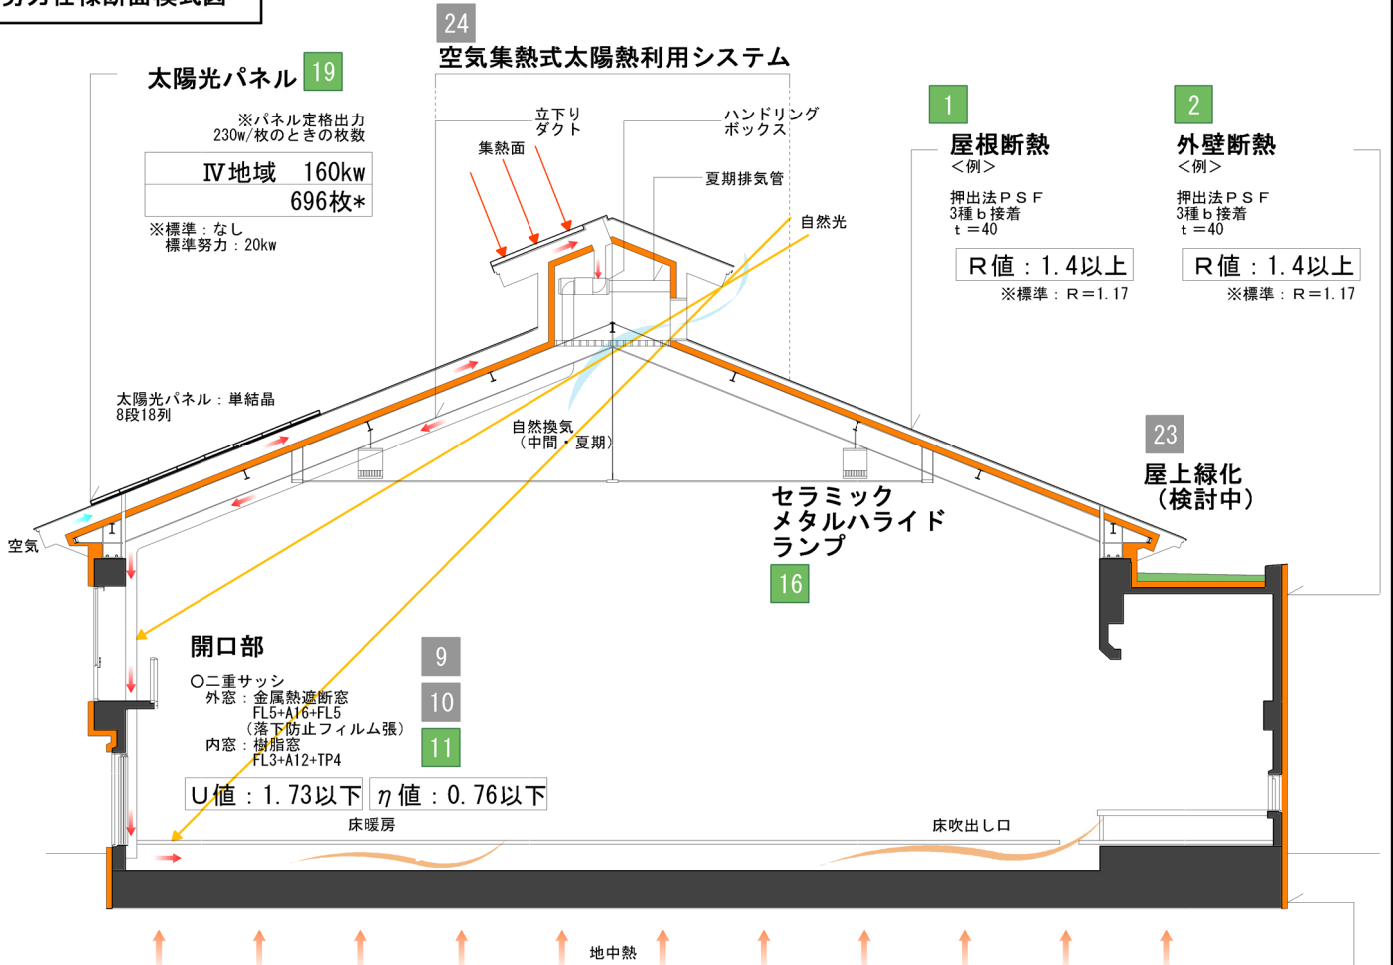 努力仕様断面模式図
24
空気集熱式太陽熱利用システム
太陽光パネル 19
※パネル定格出力
230w/枚のときの枚数
Ⅳ地域 160kw
696枚*
※標準：なし
標準努力：20kw
立下り
ダクト
集熱面
ハンドリング
ボックス
夏期排気管
自然光
1
屋根断熱
<例>
押出法ＰＳＦ
3種ｂ接着
ｔ＝40
Ｒ値：1.4以上
※標準：Ｒ＝1.17
2
外壁断熱
<例>
押出法ＰＳＦ
3種ｂ接着
ｔ＝40
Ｒ値：1.4以上
※標準：Ｒ＝1.17
太陽光パネル：単結晶
8段18列
自然換気
（中間・夏期）
空気
セラミック
メタルハライド
ランプ
16
23
屋上緑化
（検討中）
開口部
○二重サッシ
外窓：金属熱遮断窓
FL5+A16+FL5
（落下防止フィルム張）
内窓：樹脂窓
FL3+A12+TP4
9
10
11
Ｕ値：1.73以下
η値：0.76以下
床暖房
床吹出し口
地中熱